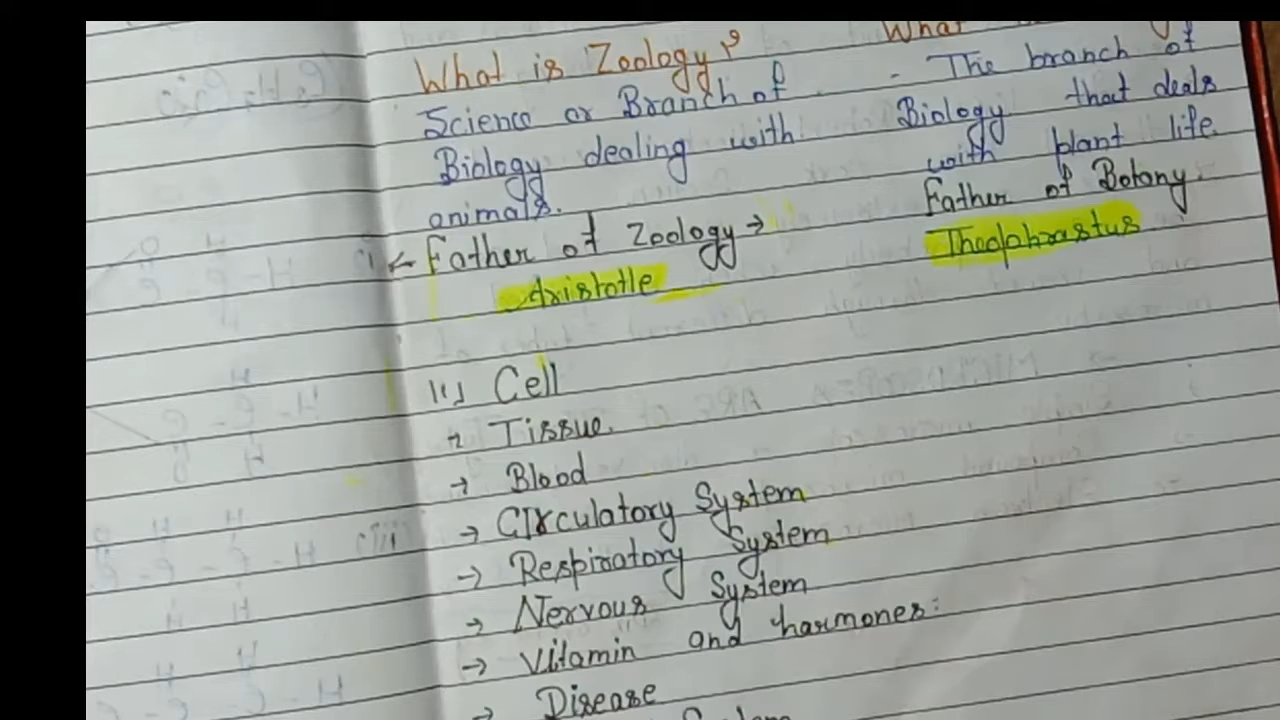 What is Zoology?
Science or Branch of
Biology dealing with
animals.
← Father of Zoology →
Aristotle
What
- The branch of
Biology that deals
with plant life.
Father of Botany.
Theophrastus
Cell
Tissue.
→ Blood
→ Circulatory System
→ Respiratory System
→ Nervous System
→ Vitamin and harmones:
→ Disease